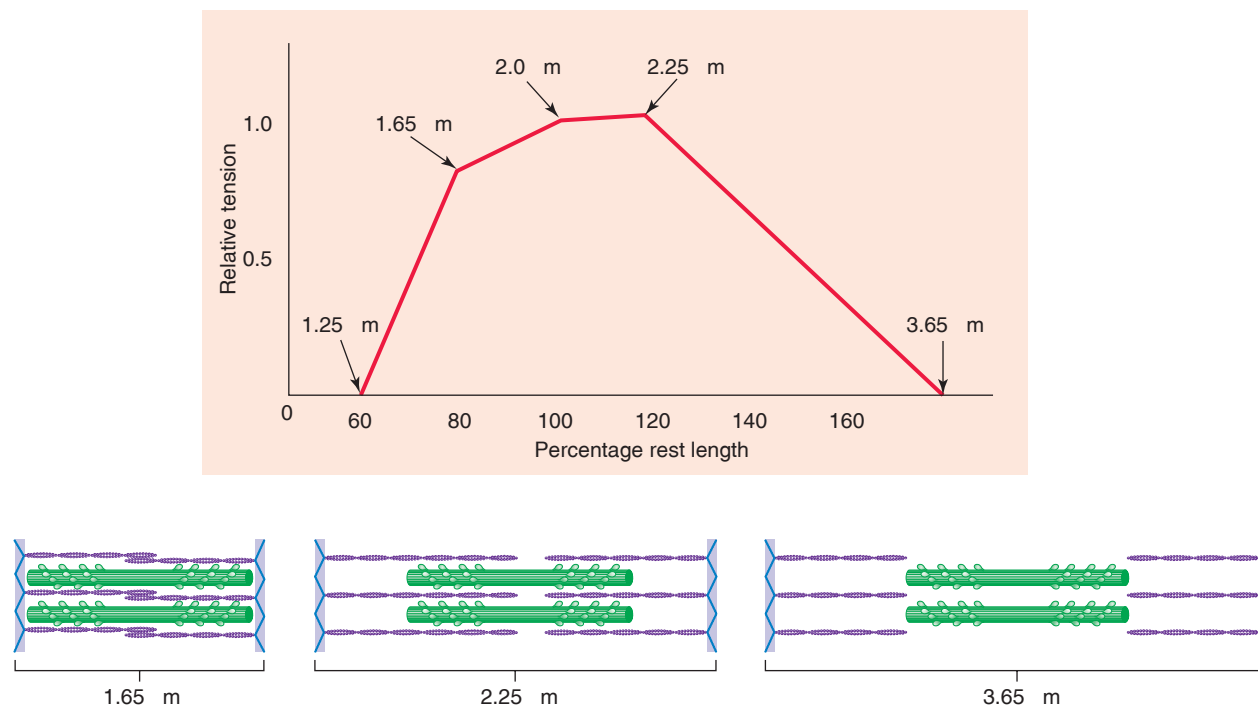 2.0 m
2.25 m
1.65 m
1.0
Relative tension
0.5
1.25 m
3.65 m
0
60
80
100
120
140
160
Percentage rest length
1.65 m
2.25 m
3.65 m